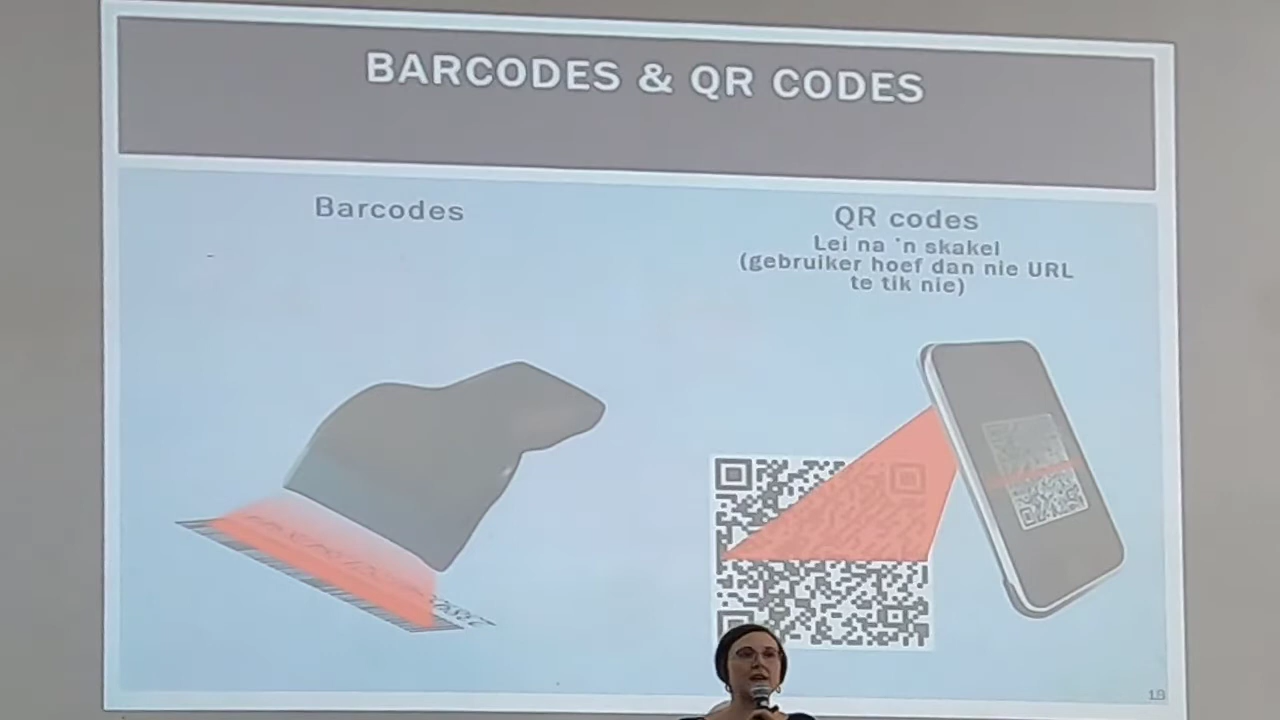 BARCODES & QR CODES
Barcodes
QR codes
Lei na 'n skakel
(gebruiker hoef dan nie URL
te tik nie)